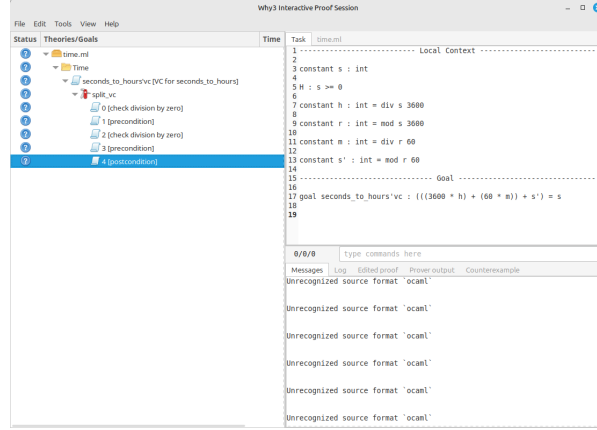 Why3 Interactive Proof Session
File Edit Tools View Help
Status Theories/Goals Time
time.ml
Time
seconds_to_hours'vc [VC for seconds_to_hours]
split_vc
0 [check division by zero]
1 [precondition]
2 [check division by zero]
3 [precondition]
4 [postcondition]
Task time.ml
1 -------------------------- Local Context --------------------------
2
3 constant s : int
4
5 H : s >= 0
6
7 constant h : int = div s 3600
8
9 constant r : int = mod s 3600
10
11 constant m : int = div r 60
12
13 constant s' : int = mod r 60
14
15 ------------------------------- Goal -------------------------------
16
17 goal seconds_to_hours'vc : (((3600 * h) + (60 * m)) + s') = s
18
19
0/0/0 type commands here
Messages Log Edited proof Prover output Counterexample
Unrecognized source format `ocaml`
Unrecognized source format `ocaml`
Unrecognized source format `ocaml`
Unrecognized source format `ocaml`
Unrecognized source format `ocaml`
Unrecognized source format `ocaml`